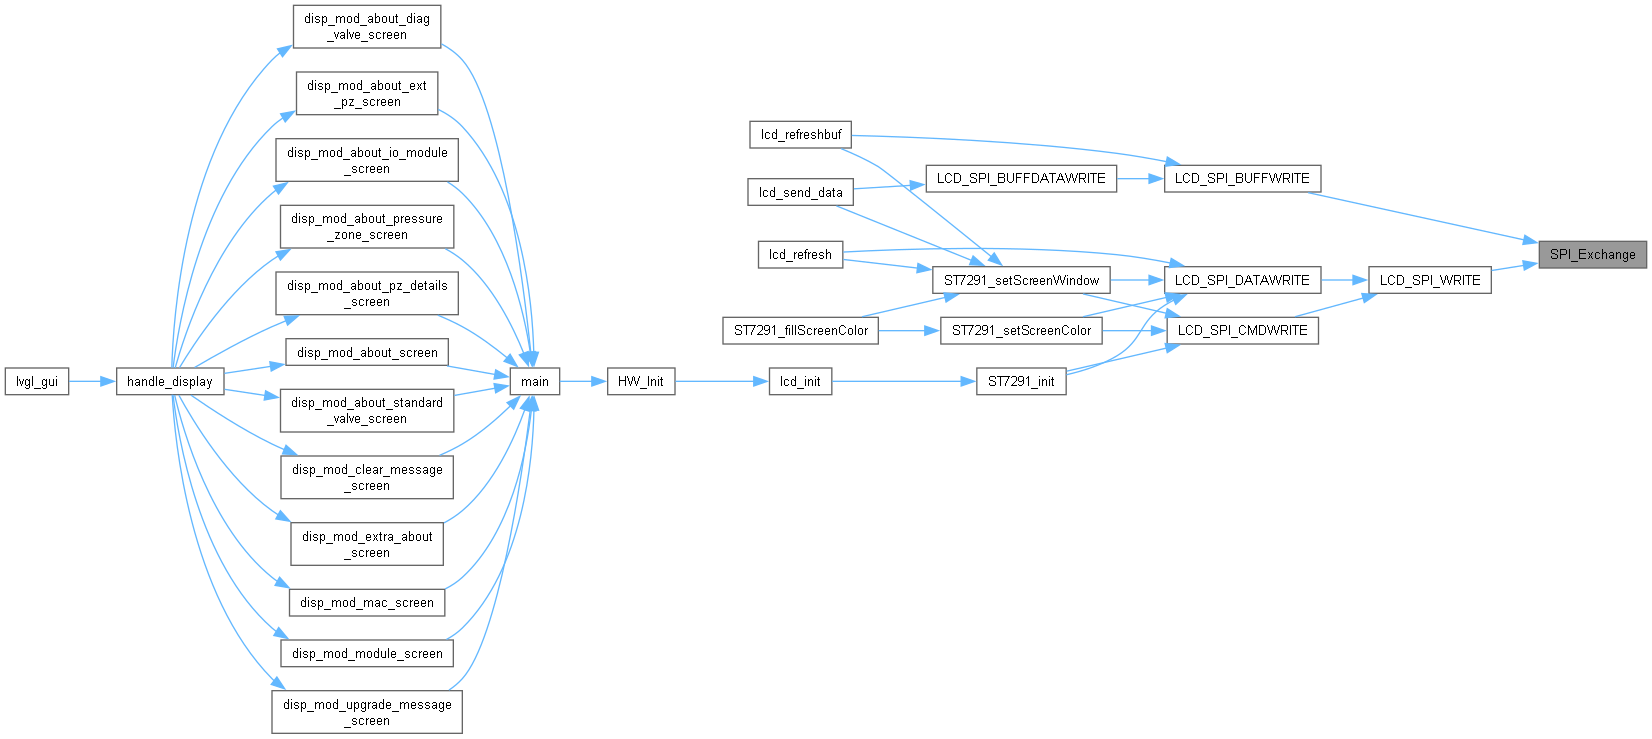 disp_mod_about_diag
_valve_screen
disp_mod_about_ext
_pz_screen
disp_mod_about_io_module
_screen
disp_mod_about_pressure
_zone_screen
disp_mod_about_pz_details
_screen
disp_mod_about_screen
disp_mod_about_standard
_valve_screen
disp_mod_clear_message
_screen
disp_mod_extra_about
_screen
disp_mod_mac_screen
disp_mod_module_screen
disp_mod_upgrade_message
_screen
lvgl_gui
handle_display
main
HW_Init
lcd_init
ST7291_init
lcd_refreshbuf
lcd_send_data
lcd_refresh
ST7291_fillScreenColor
LCD_SPI_BUFFDATAWRITE
ST7291_setScreenWindow
ST7291_setScreenColor
LCD_SPI_BUFFWRITE
LCD_SPI_DATAWRITE
LCD_SPI_CMDWRITE
LCD_SPI_WRITE
SPI_Exchange